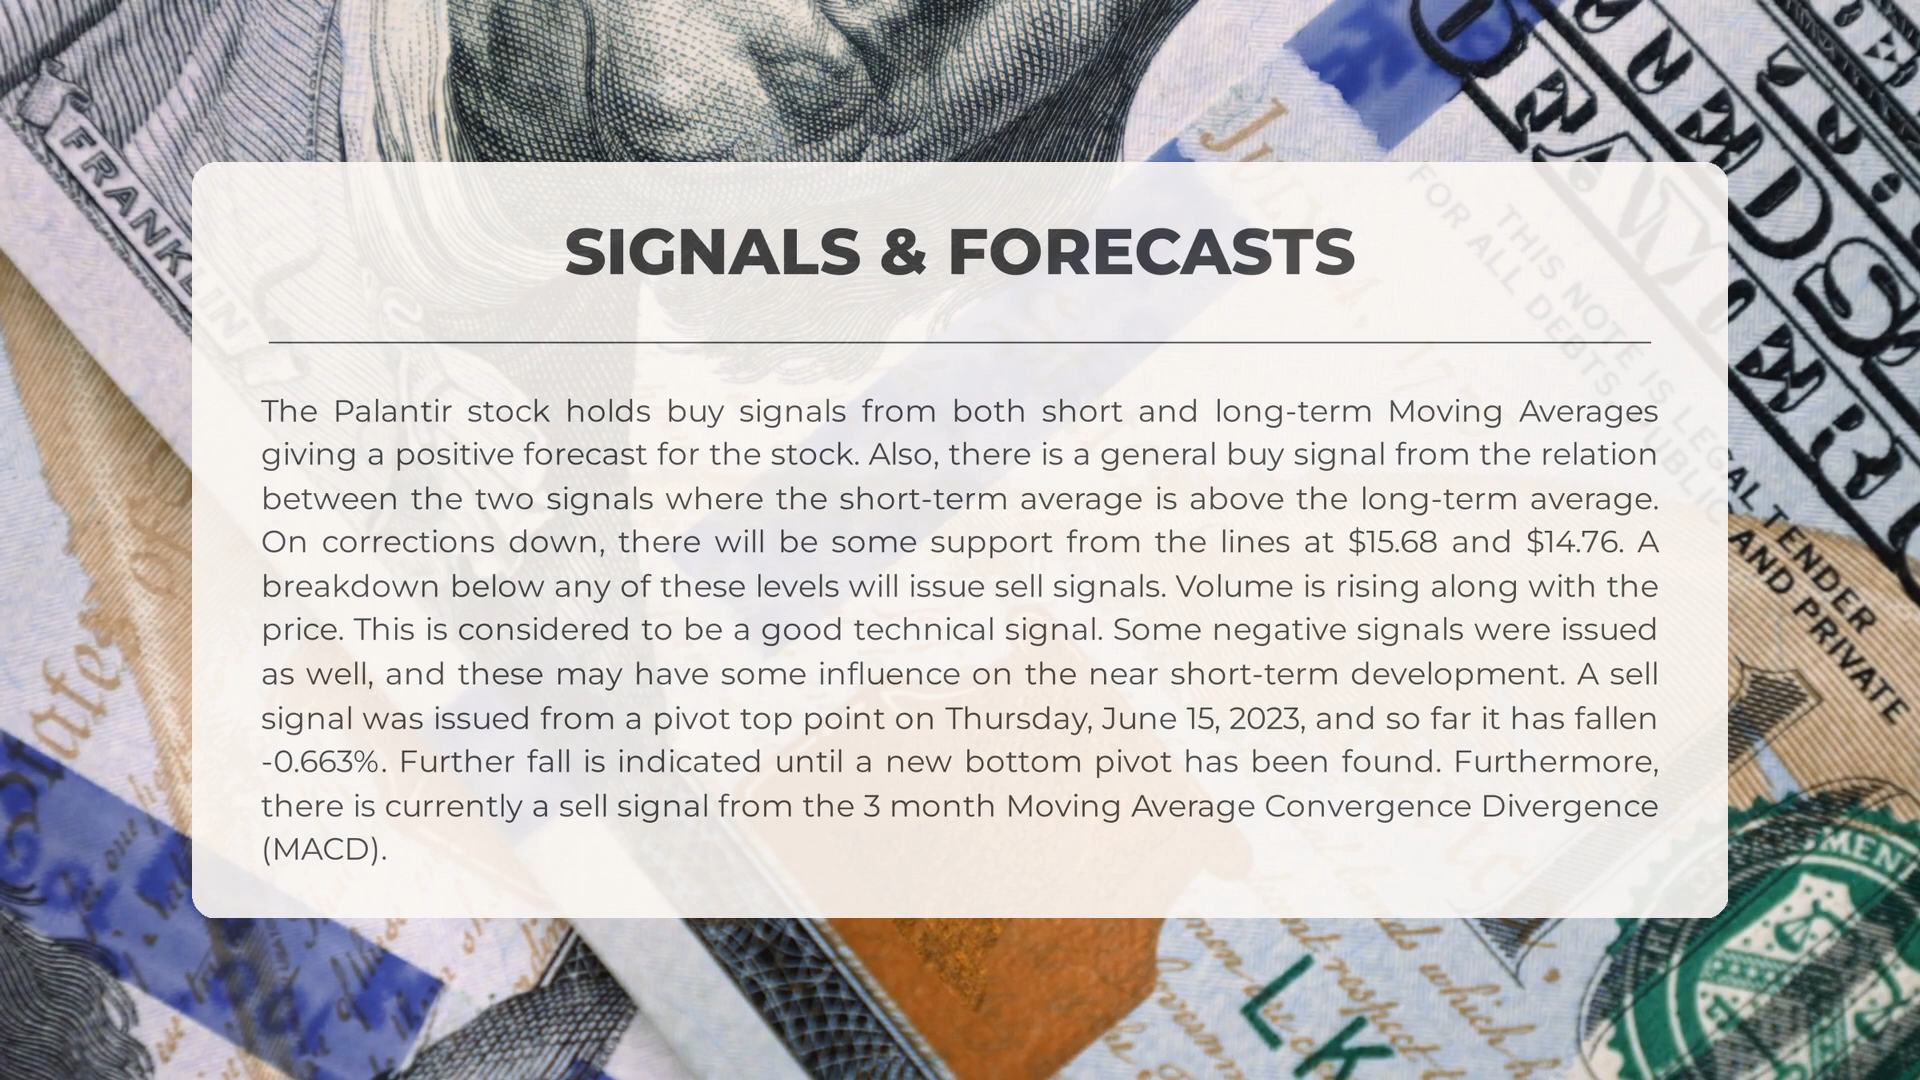 FRANKLIN
SIGNALS & FORECASTS
The Palantir stock holds buy signals from both short and long-term Moving Averages
giving a positive forecast for the stock. Also, there is a general buy signal from the relation
between the two signals where the short-term average is above the long-term average.
On corrections down, there will be some support from the lines at $15.68 and $14.76. A
breakdown below any of these levels will issue sell signals. Volume is rising along with the
price. This is considered to be a good technical signal. Some negative signals were issued
as well, and these may have some influence on the near short-term development. A sell
signal was issued from a pivot top point on Thursday, June 15, 2023, and so far it has fallen
-0.663%. Further fall is indicated until a new bottom pivot has been found. Furthermore,
there is currently a sell signal from the 3 month Moving Average Convergence Divergence
(MACD).
THIS NOTE IS LEGAL TENDER
FOR ALL DEBTS, PUBLIC AND PRIVATE
JULY 4, 
L K